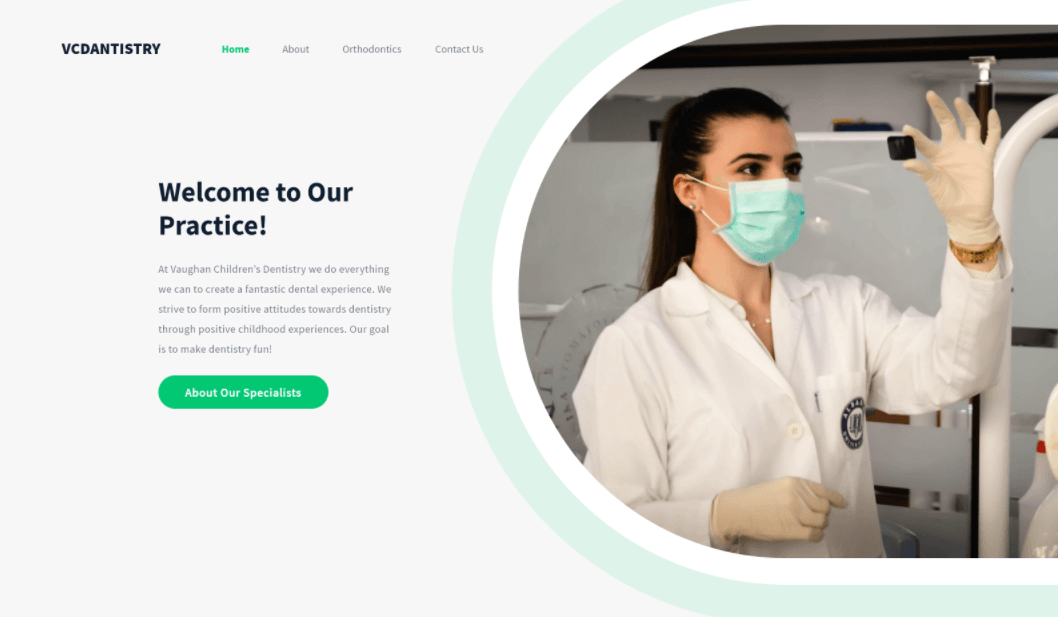 VCDANTISTRY
Home About Orthodontics Contact Us
Welcome to Our
Practice!
At Vaughan Children's Dentistry we do everything
we can to create a fantastic dental experience. We
strive to form positive attitudes towards dentistry
through positive childhood experiences. Our goal
is to make dentistry fun!
About Our Specialists